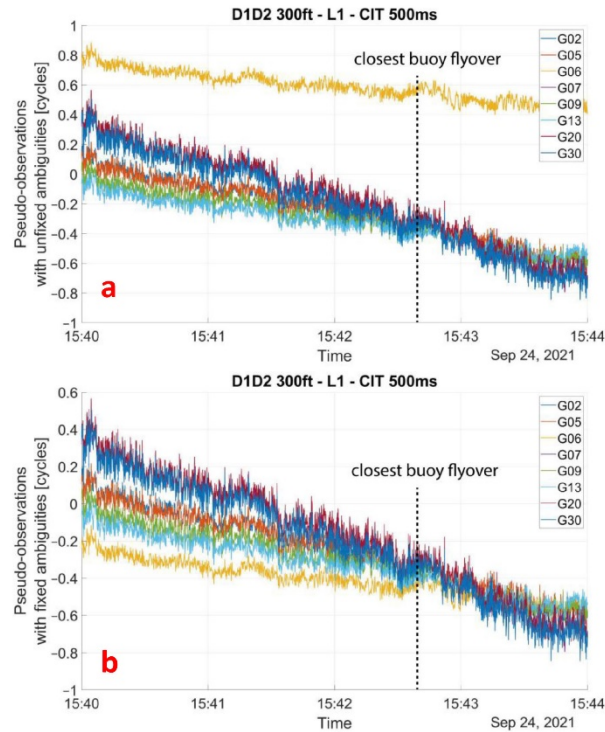 D1D2 300ft - L1 - CIT 500ms
1
0.8
0.6
0.4
0.2
0
-0.2
-0.4
-0.6
-0.8
-1
Pseudo-observations
with unfixed ambiguities [cycles]
closest buoy flyover
G02
G05
G06
G07
G09
G13
G20
G30
a
15:40
15:41
15:42
15:43
15:44
Time
Sep 24, 2021
D1D2 300ft - L1 - CIT 500ms
0.6
0.4
0.2
0
-0.2
-0.4
-0.6
-0.8
-1
Pseudo-observations
with fixed ambiguities [cycles]
closest buoy flyover
G02
G05
G06
G07
G09
G13
G20
G30
b
15:40
15:41
15:42
15:43
15:44
Time
Sep 24, 2021